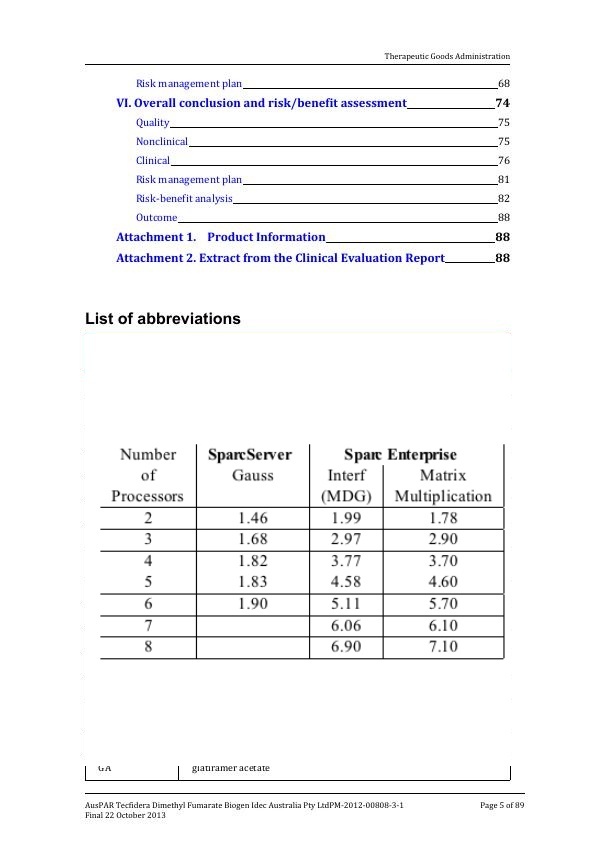 Therapeutic Goods Administration
Risk management plan 68
VI. Overall conclusion and risk/benefit assessment 74
Quality 75
Nonclinical 75
Clinical 76
Risk management plan 81
Risk-benefit analysis 82
Outcome 88
Attachment 1. Product Information 88
Attachment 2. Extract from the Clinical Evaluation Report 88
List of abbreviations
Number SparcServer Sparc Enterprise
of Gauss Interf Matrix
Processors (MDG) Multiplication
2 1.46 1.99 1.78
3 1.68 2.97 2.90
4 1.82 3.77 3.70
5 1.83 4.58 4.60
6 1.90 5.11 5.70
7 6.06 6.10
8 6.90 7.10
GA glatiramer acetate
AusPAR Tecfidera Dimethyl Fumarate Biogen Idec Australia Pty LtdPM-2012-00808-3-1 Page 5 of 89
Final 22 October 2013